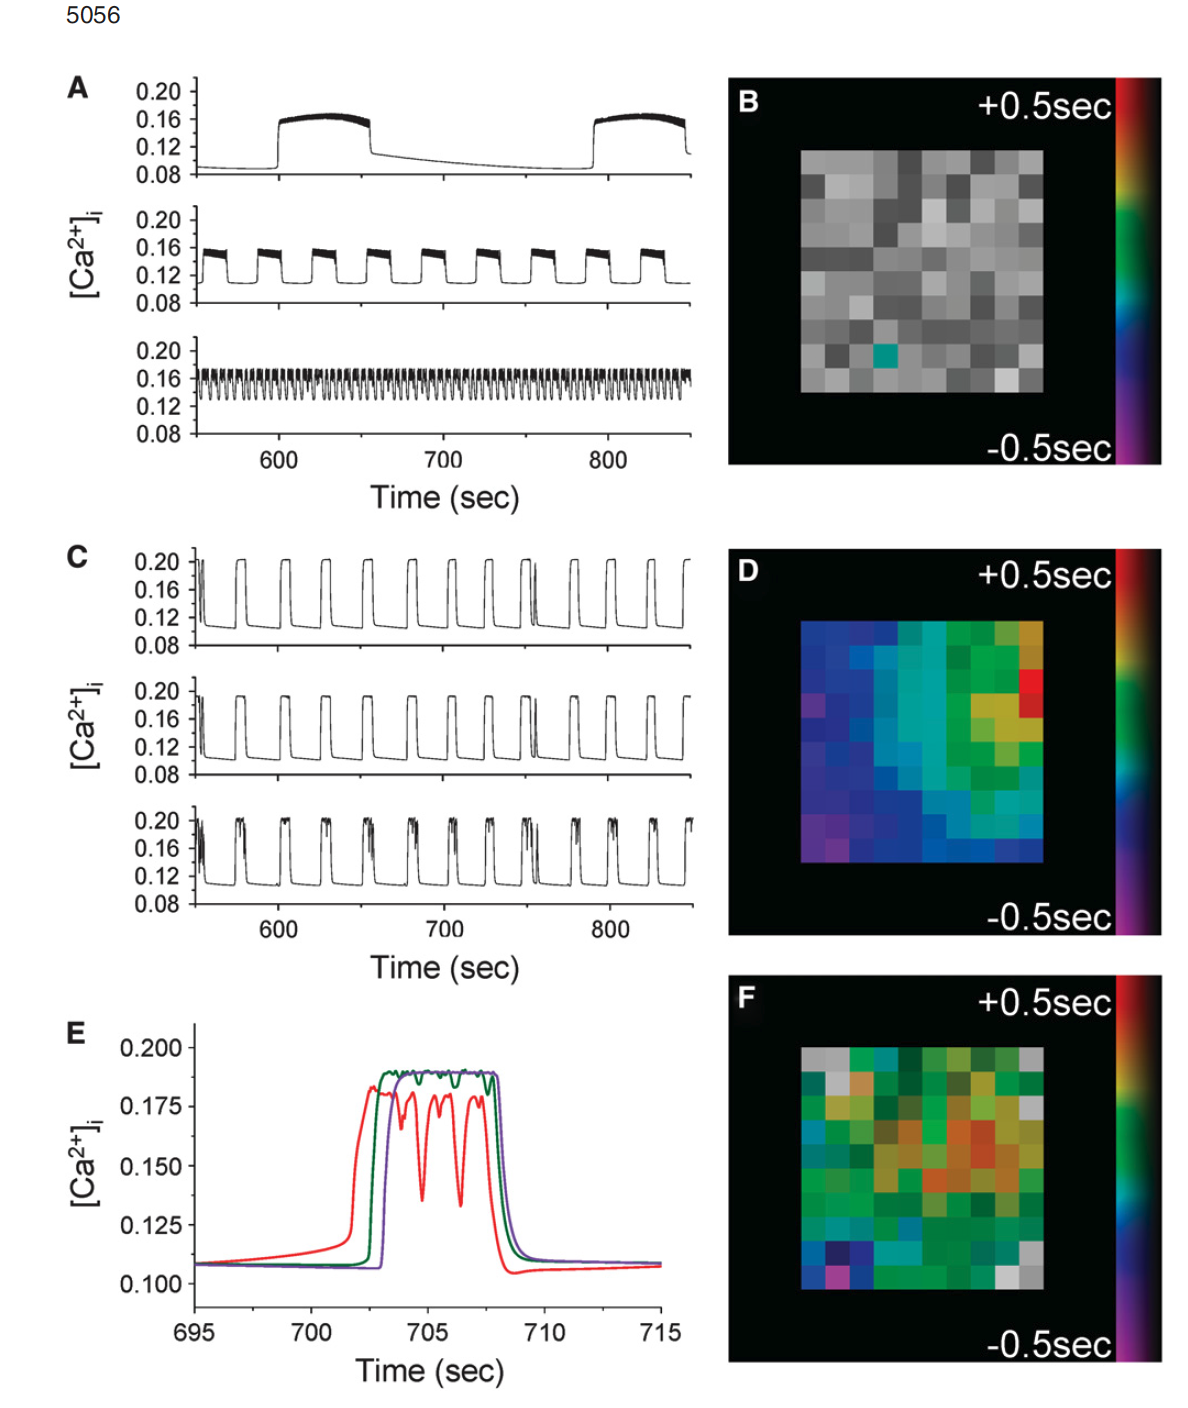 5056
A
0.20
0.16
0.12
0.08
0.20
0.16
0.12
0.08
0.20
0.16
0.12
0.08
[Ca2+]i
600 700 800
Time (sec)
B
+0.5sec
-0.5sec
C
0.20
0.16
0.12
0.08
0.20
0.16
0.12
0.08
0.20
0.16
0.12
0.08
[Ca2+]i
600 700 800
Time (sec)
D
+0.5sec
-0.5sec
E
0.200
0.175
0.150
0.125
0.100
[Ca2+]i
695 700 705 710 715
Time (sec)
F
+0.5sec
-0.5sec